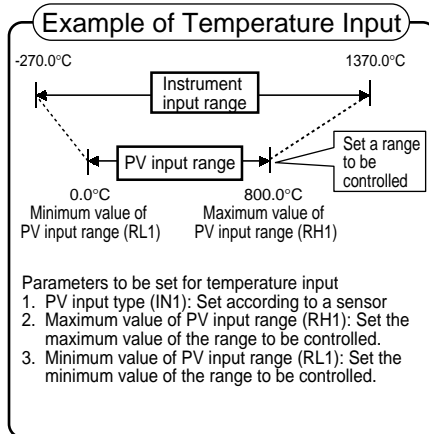 Example of Temperature Input
-270.0°C 1370.0°C
Instrument
input range
PV input range
Set a range
to be
controlled
0.0°C 800.0°C
Minimum value of Maximum value of
PV input range (RL1) PV input range (RH1)
Parameters to be set for temperature input
1. PV input type (IN1): Set according to a sensor
2. Maximum value of PV input range (RH1): Set the
maximum value of the range to be controlled.
3. Minimum value of PV input range (RL1): Set the
minimum value of the range to be controlled.